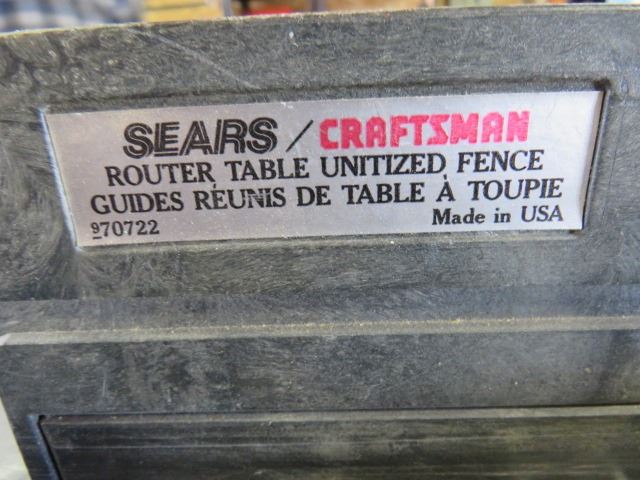 SEARS / CRAFTSMAN
ROUTER TABLE UNITIZED FENCE
GUIDES RÉUNIS DE TABLE À TOUPIE
970722 Made in USA